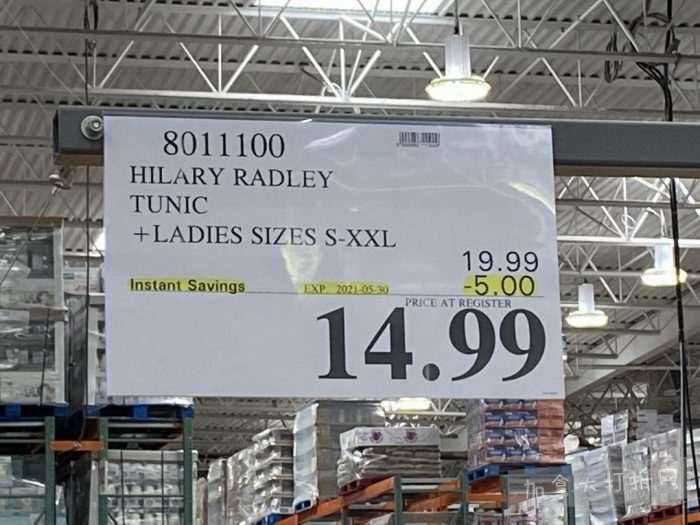 8011100
HILARY RADLEY
TUNIC
+LADIES SIZES S-XXL
19.99
Instant Savings EXP. 2021-05-30 -5.00
PRICE AT REGISTER
14.99